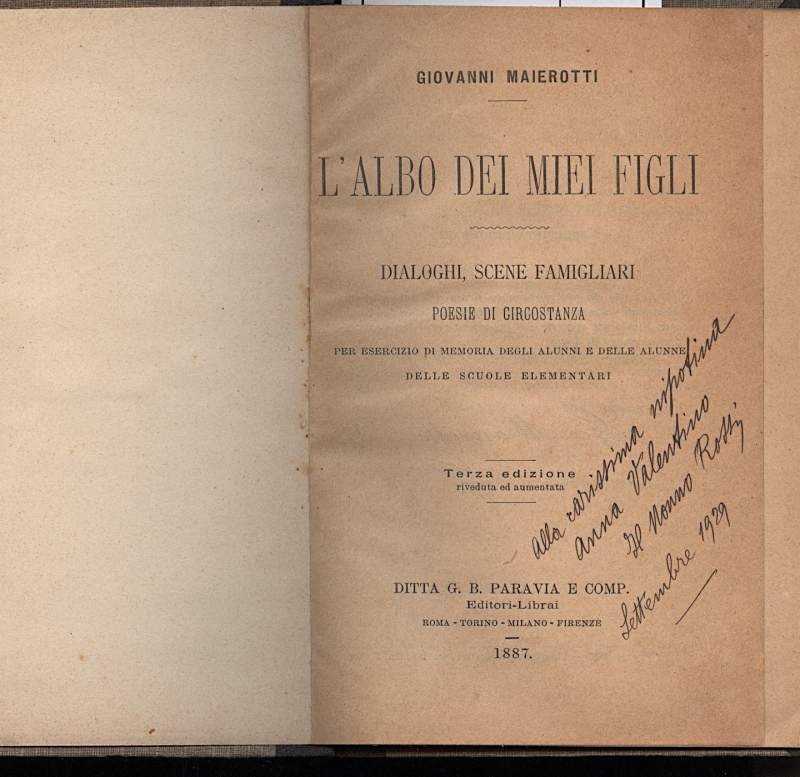 GIOVANNI MAIEROTTI
L'ALBO DEI MIEI FIGLI
DIALOGHI, SCENE FAMIGLIARI
POESIE DI CIRCOSTANZA
PER ESERCIZIO DI MEMORIA DEGLI ALUNNI E DELLE ALUNNE
DELLE SCUOLE ELEMENTARI
Terza edizione
riveduta ed aumentata
alla carissima nipotina
Anna Valentino
Il Nonno Rossi
Settembre 1929
DITTA G. B. PARAVIA E COMP.
Editori-Librai
ROMA - TORINO - MILANO - FIRENZE
1887.